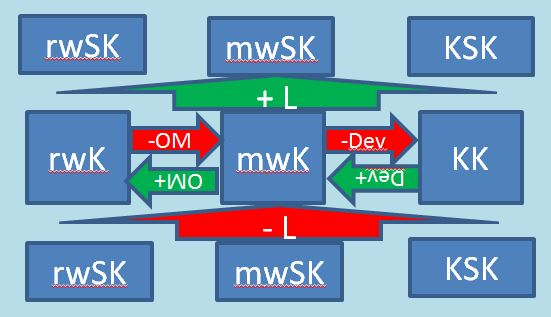 rwSK mwSK KSK
+ L
rwK -OM mwK -Dev KK
OM+ Dev+
- L
rwSK mwSK KSK